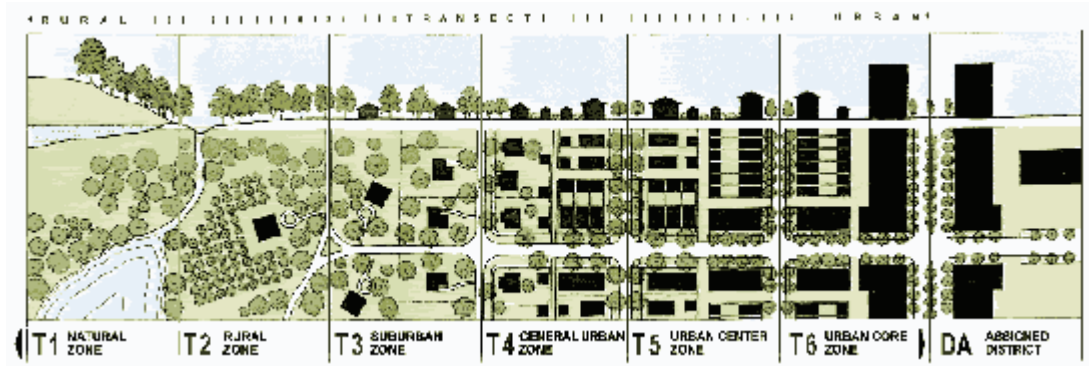 RURAL TRANSECT URBAN
T1 NATURAL
ZONE
T2 RURAL
ZONE
T3 SUBURBAN
ZONE
T4 GENERAL URBAN
ZONE
T5 URBAN CENTER
ZONE
T6 URBAN CORE
ZONE
DA ASSIGNED
DISTRICT